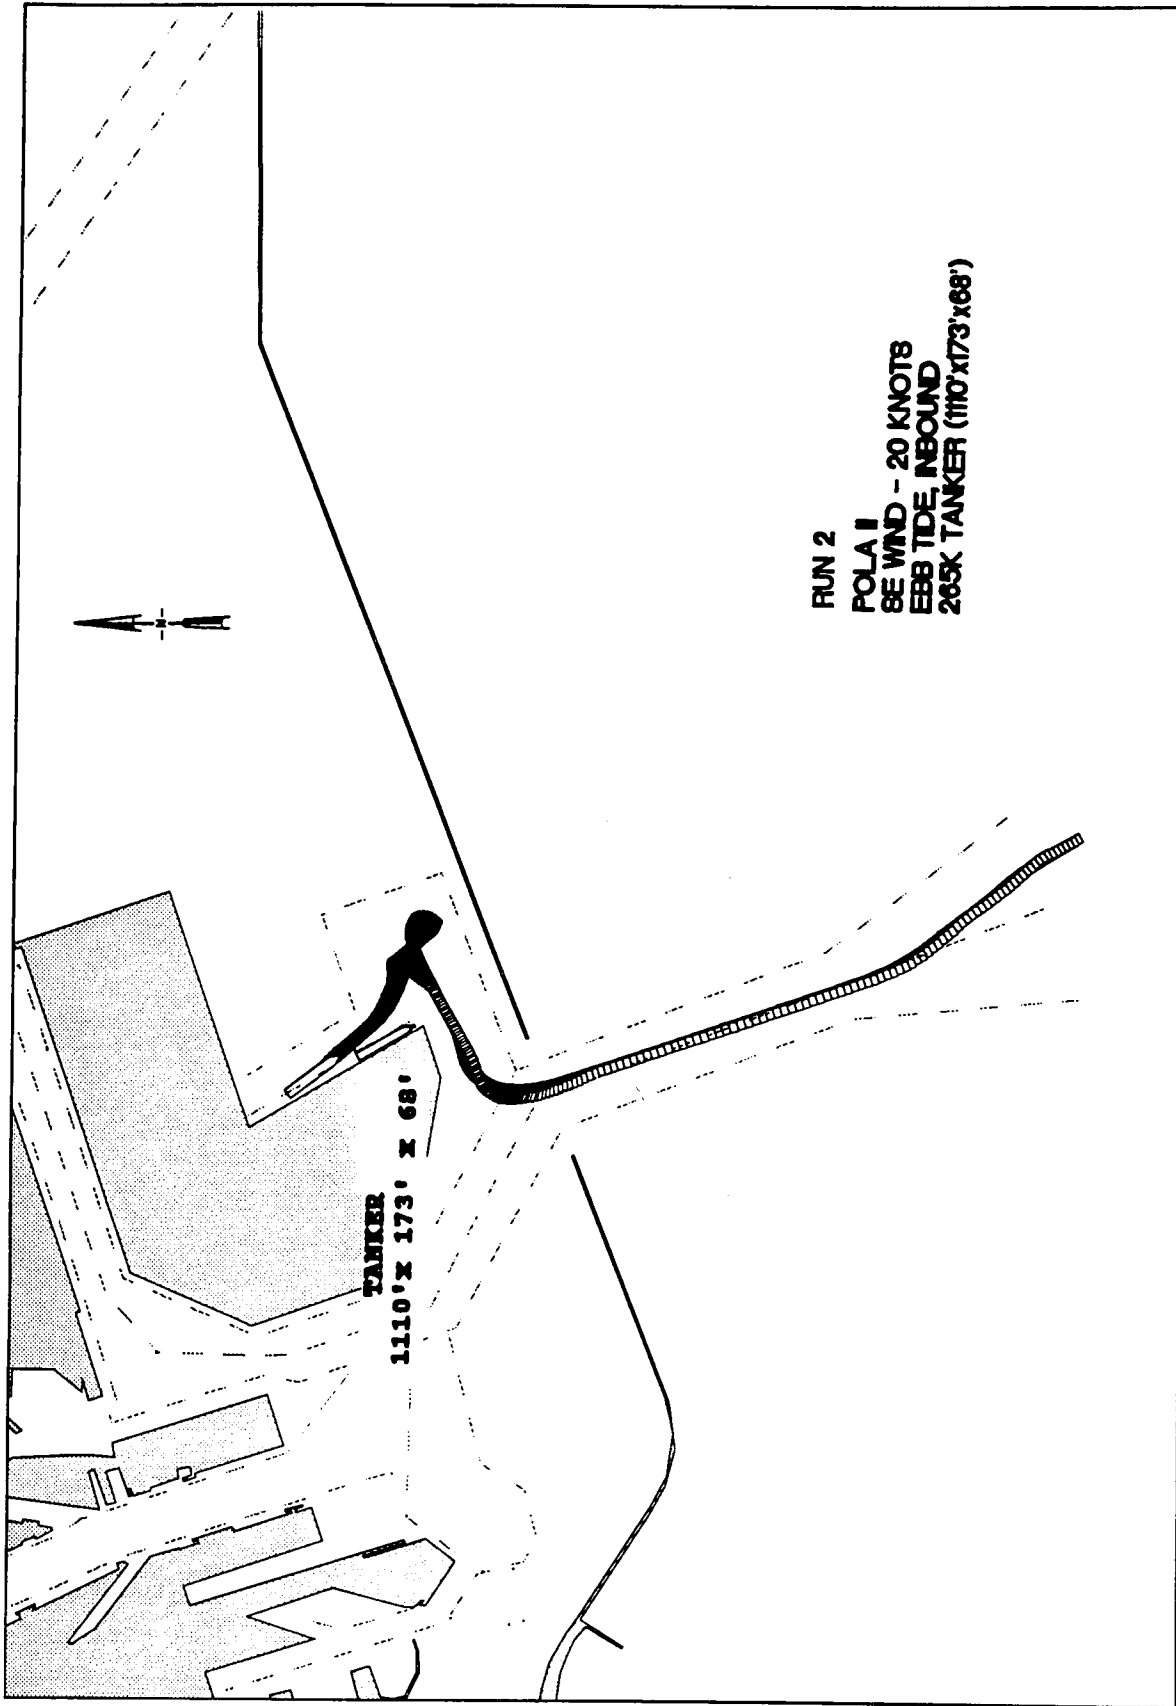 N
TANKER
1110'X 173' X 68'
RUN 2
POLA II
SE WIND - 20 KNOTS
EBB TIDE, INBOUND
265K TANKER (1110'x173'x68')